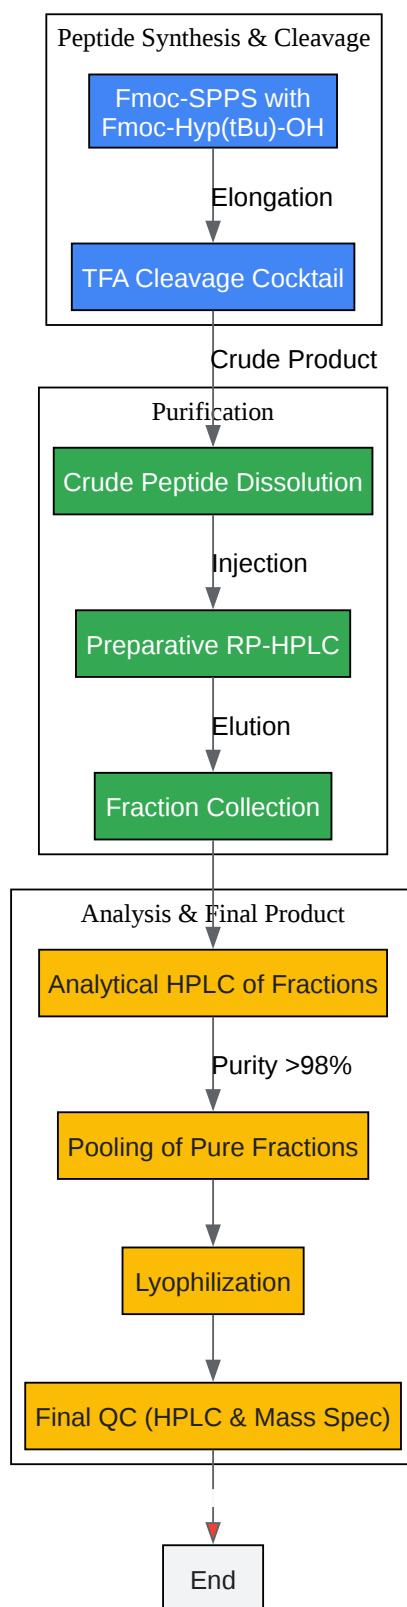 Peptide Synthesis & Cleavage
Fmoc-SPPS with
Fmoc-Hyp(tBu)-OH
Elongation
TFA Cleavage Cocktail
Crude Product
Purification
Crude Peptide Dissolution
Injection
Preparative RP-HPLC
Elution
Fraction Collection
Analysis & Final Product
Analytical HPLC of Fractions
Purity >98%
Pooling of Pure Fractions
Lyophilization
Final QC (HPLC & Mass Spec)
End